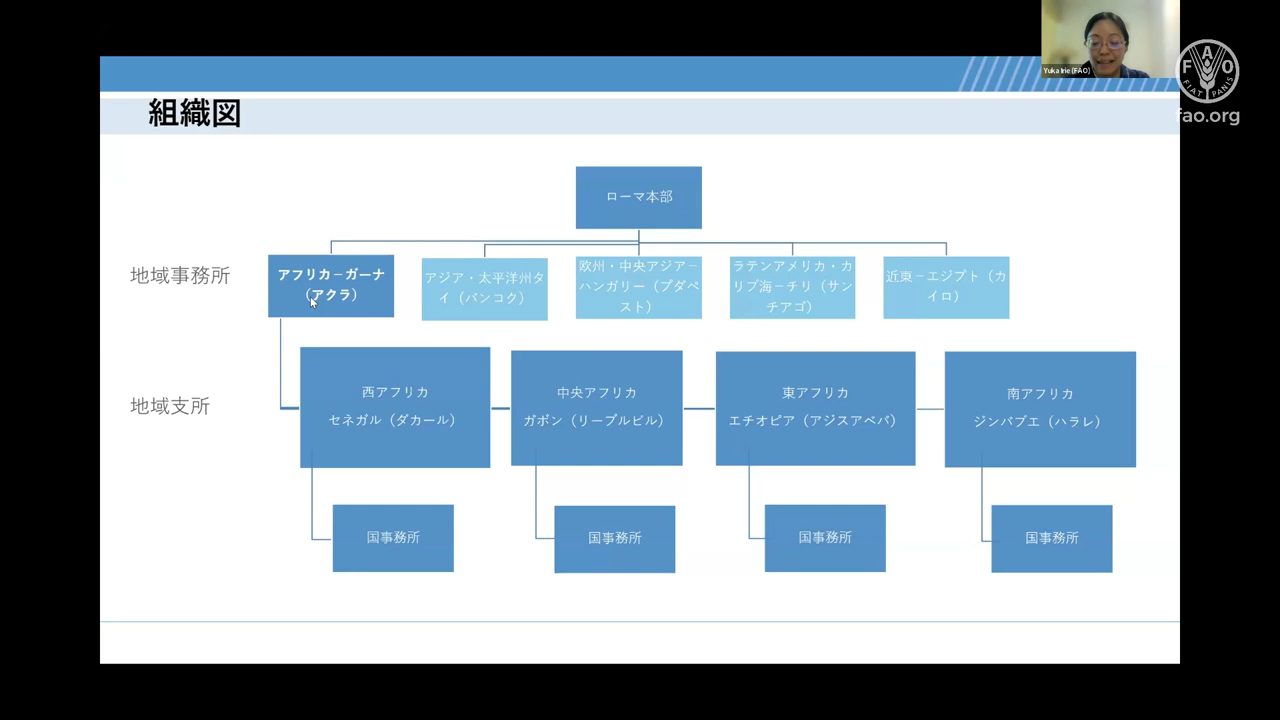 Yuka Irie (FAO)
F A O
FIAT PANIS
fao.org
組織図
ローマ本部
地域事務所
アフリカ－ガーナ
（アクラ）
アジア・太平洋州タ
イ（バンコク）
欧州・中央アジア－
ハンガリー（ブダペ
スト）
ラテンアメリカ・カ
リブ海－チリ（サン
チアゴ）
近東－エジプト（カ
イロ）
地域支所
西アフリカ
セネガル（ダカール）
中央アフリカ
ガボン（リーブルビル）
東アフリカ
エチオピア（アジスアベバ）
南アフリカ
ジンバブエ（ハラレ）
国事務所
国事務所
国事務所
国事務所